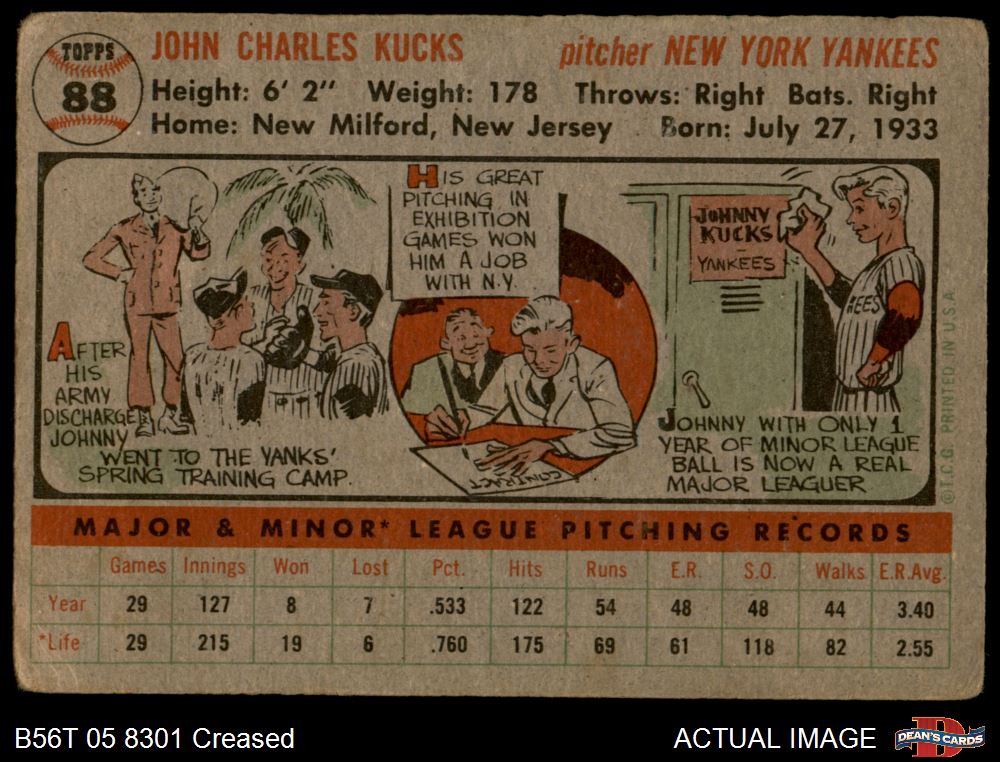 TOPPS
88
JOHN CHARLES KUCKS
pitcher NEW YORK YANKEES
Height: 6' 2" Weight: 178 Throws: Right Bats. Right
Home: New Milford, New Jersey Born: July 27, 1933
AFTER
HIS
ARMY
DISCHARGE
JOHNNY
WENT TO THE YANKS'
SPRING TRAINING CAMP.
HIS GREAT
PITCHING IN
EXHIBITION
GAMES WON
HIM A JOB
WITH N.Y.
CONTRACT
JOHNNY
KUCKS
YANKEES
KEES
JOHNNY WITH ONLY 1
YEAR OF MINOR LEAGUE
BALL IS NOW A REAL
MAJOR LEAGUER
© T.C.G. PRINTED IN U.S.A.
MAJOR & MINOR* LEAGUE PITCHING RECORDS
Games Innings Won Lost Pct. Hits Runs E.R. S.O. Walks E.R.Avg.
Year 29 127 8 7 .533 122 54 48 48 44 3.40
*Life 29 215 19 6 .760 175 69 61 118 82 2.55
B56T 05 8301 Creased
ACTUAL IMAGE
D
DEAN'S CARDS